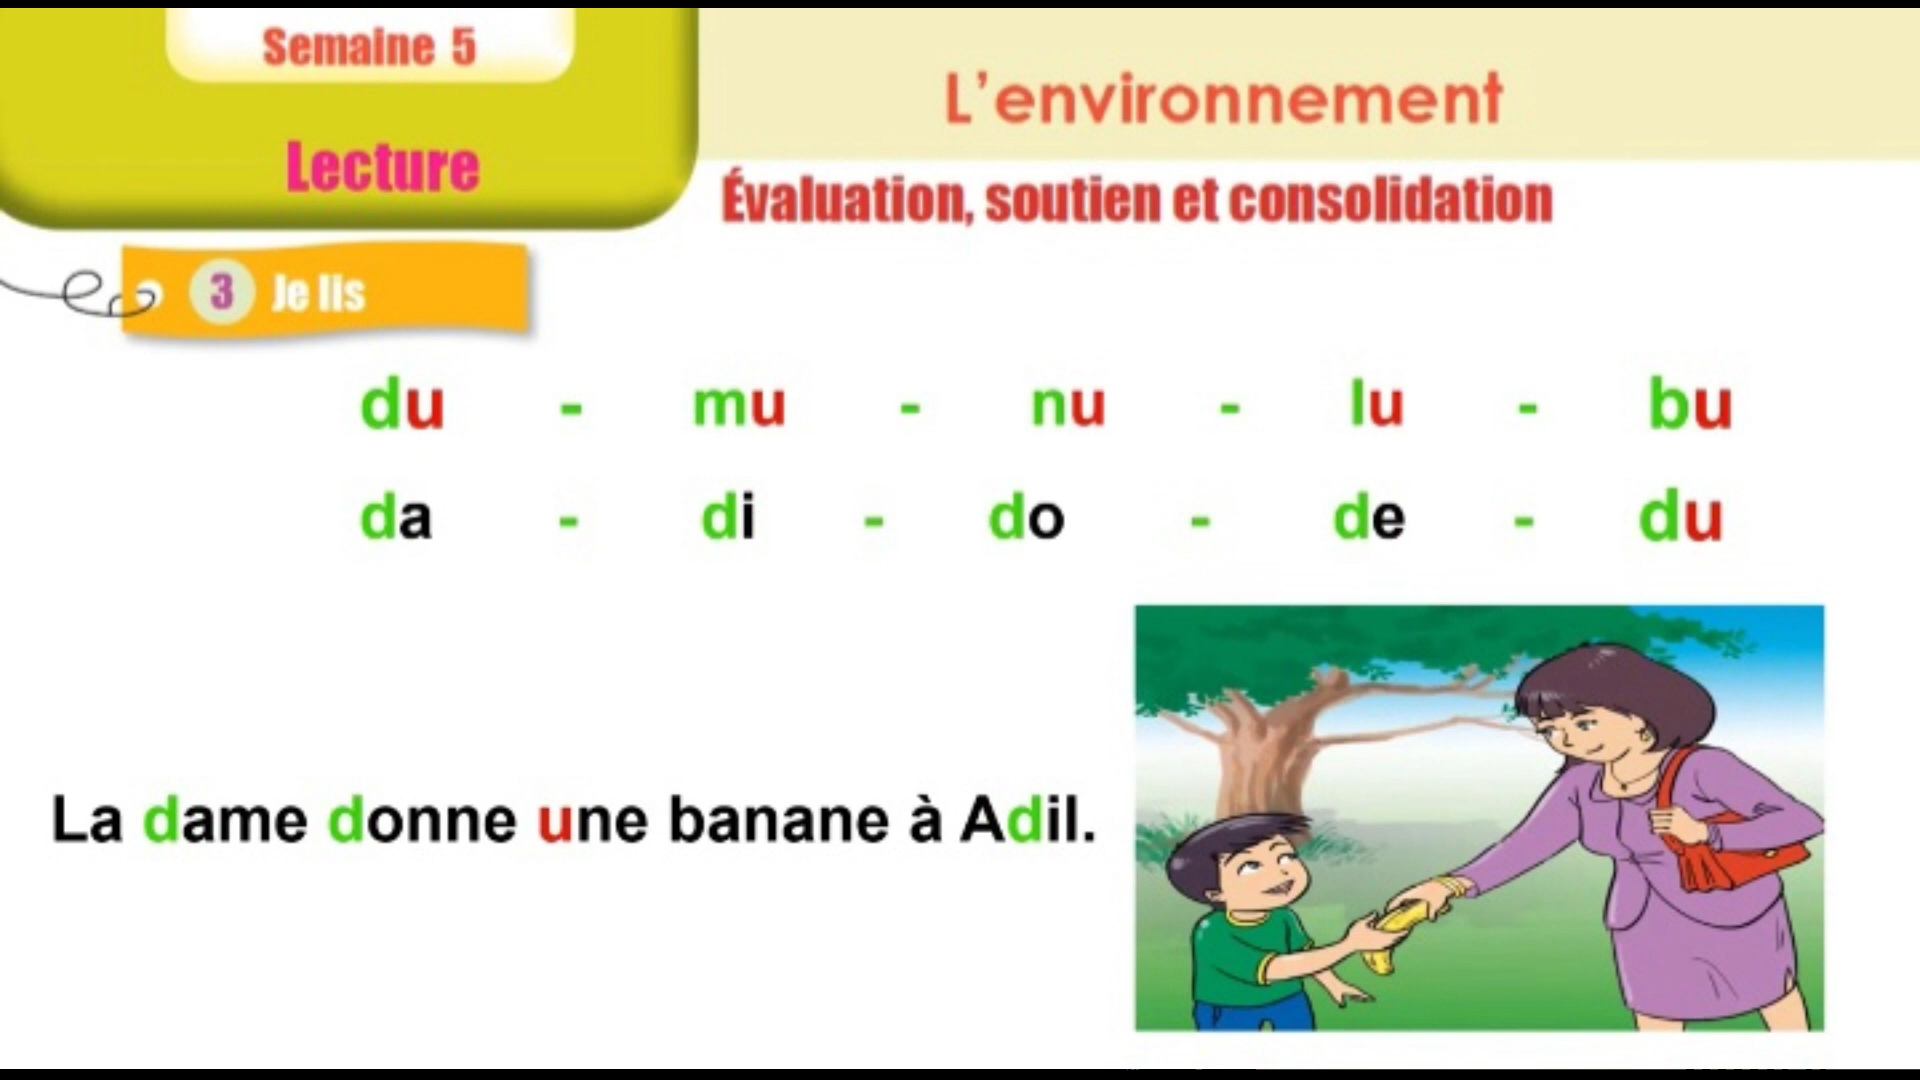 Semaine 5
L'environnement
Lecture
Évaluation, soutien et consolidation
3 Je lis
du - mu - nu - lu - bu
da - di - do - de - du
La dame donne une banane à Adil.